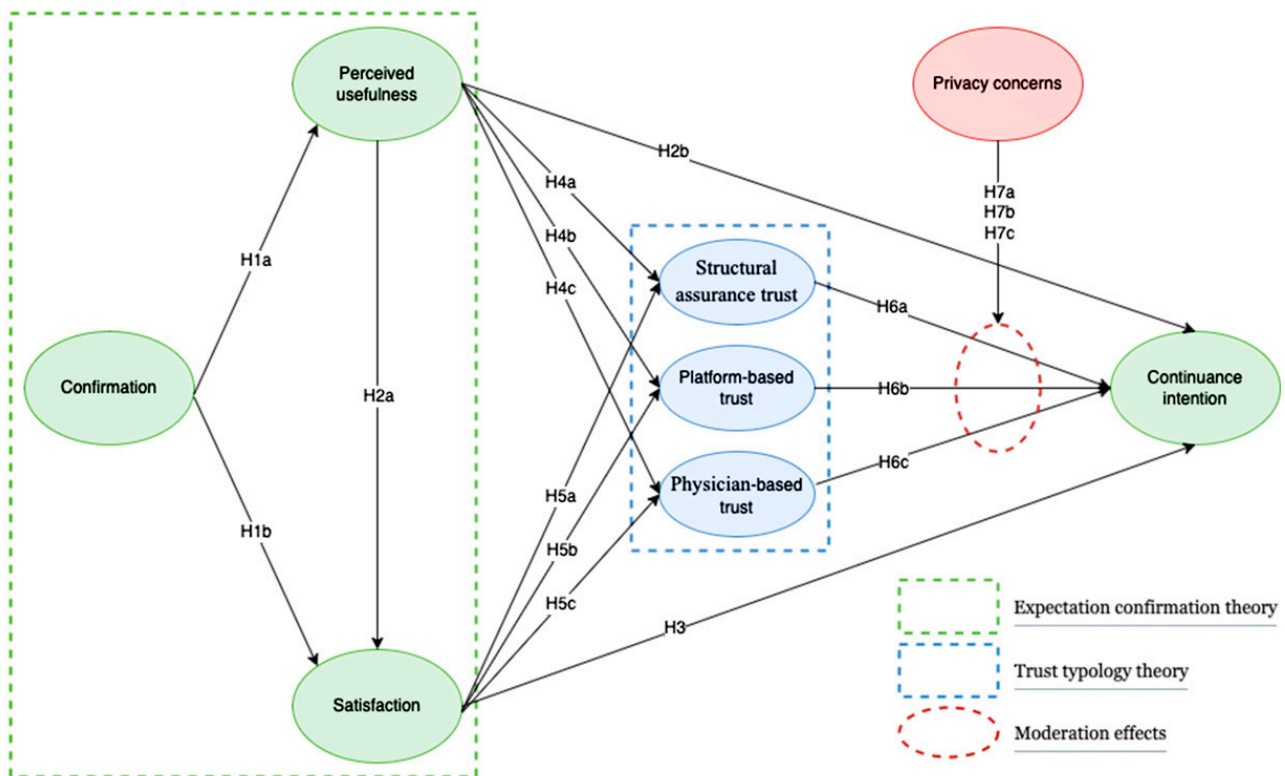 Perceived
usefulness
Privacy concerns
H2b
H4a
H7a
H7b
H7c
H4b
H1a
H4c
Structural
assurance trust
H6a
Confirmation
H2a
Platform-based
trust
H6b
Continuance
intention
H6c
Physician-based
trust
H5a
H1b
H5b
H5c
H3
Satisfaction
Expectation confirmation theory
Trust typology theory
Moderation effects